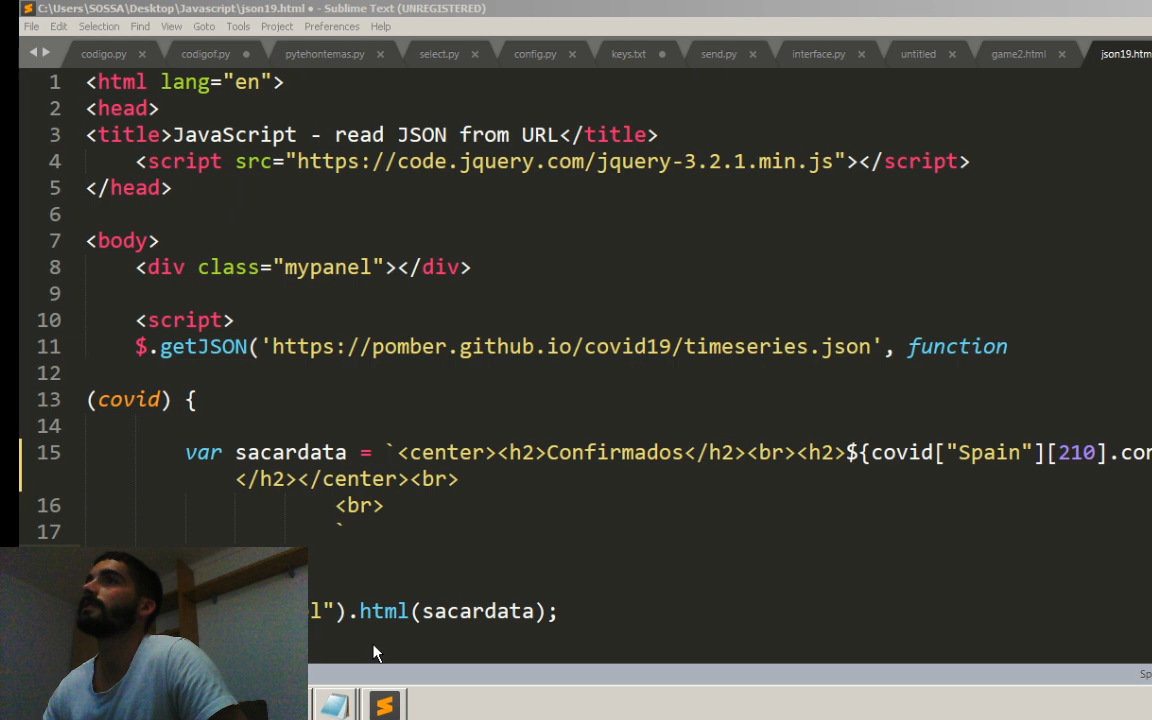 C:\Users\SOSSA\Desktop\Javascript\json19.html • - Sublime Text (UNREGISTERED)
File Edit Selection Find View Goto Tools Project Preferences Help
codigo.py codigof.py pytehontemas.py select.py config.py keys.txt send.py interface.py untitled game2.html json19.htm
1 <html lang="en">
2 <head>
3 <title>JavaScript - read JSON from URL</title>
4 <script src="https://code.jquery.com/jquery-3.2.1.min.js"></script>
5 </head>
6
7 <body>
8 <div class="mypanel"></div>
9
10 <script>
11 $.getJSON('https://pomber.github.io/covid19/timeseries.json', function
12
13 (covid) {
14
15 var sacardata = `<center><h2>Confirmados</h2><br><h2>${covid["Spain"][210].con
</h2></center><br>
16 <br>
17 `
l").html(sacardata);
Sp